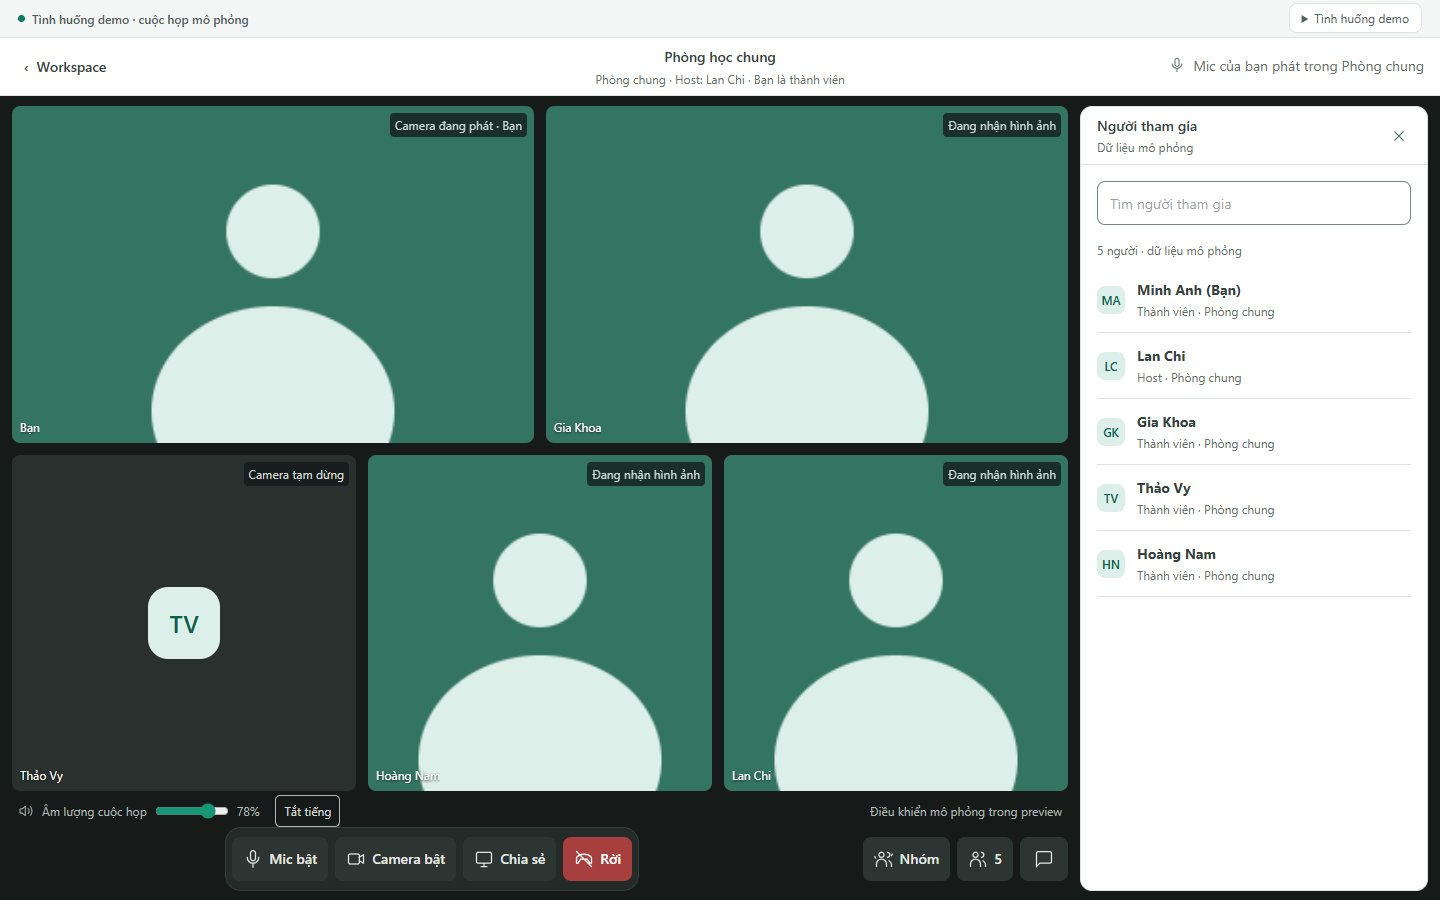 Tình huống demo · cuộc họp mô phỏng
Tình huống demo
Workspace
Phòng học chung
Phòng chung · Host: Lan Chi · Bạn là thành viên
Mic của bạn phát trong Phòng chung
Camera đang phát · Bạn
Bạn
Đang nhận hình ảnh
Gia Khoa
Camera tạm dừng
TV
Thảo Vy
Đang nhận hình ảnh
Hoàng Nam
Đang nhận hình ảnh
Lan Chi
Âm lượng cuộc họp
78%
Tắt tiếng
Điều khiển mô phỏng trong preview
Mic bật
Camera bật
Chia sẻ
Rời
Nhóm
5
Người tham gia
Dữ liệu mô phỏng
Tìm người tham gia
5 người · dữ liệu mô phỏng
MA
Minh Anh (Bạn)
Thành viên · Phòng chung
LC
Lan Chi
Host · Phòng chung
GK
Gia Khoa
Thành viên · Phòng chung
TV
Thảo Vy
Thành viên · Phòng chung
HN
Hoàng Nam
Thành viên · Phòng chung